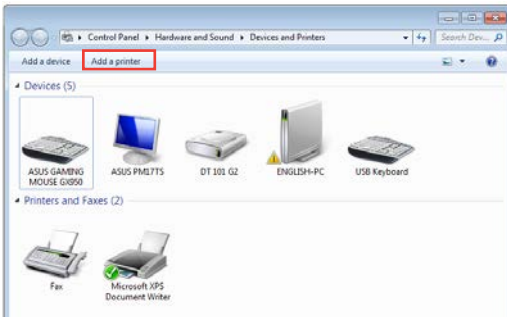 Control Panel ▸ Hardware and Sound ▸ Devices and Printers
Search Dev...
Add a device
Add a printer
Devices (5)
ASUS GAMING MOUSE GX950
ASUS PM17TS
DT 101 G2
ENGLISH-PC
USB Keyboard
Printers and Faxes (2)
Fax
Microsoft XPS Document Writer